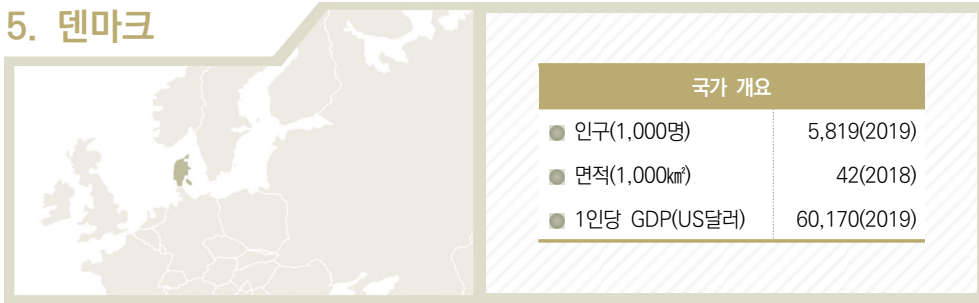 5. 덴마크
국가 개요
인구(1,000명) 5,819(2019)
면적(1,000㎢) 42(2018)
1인당 GDP(US달러) 60,170(2019)